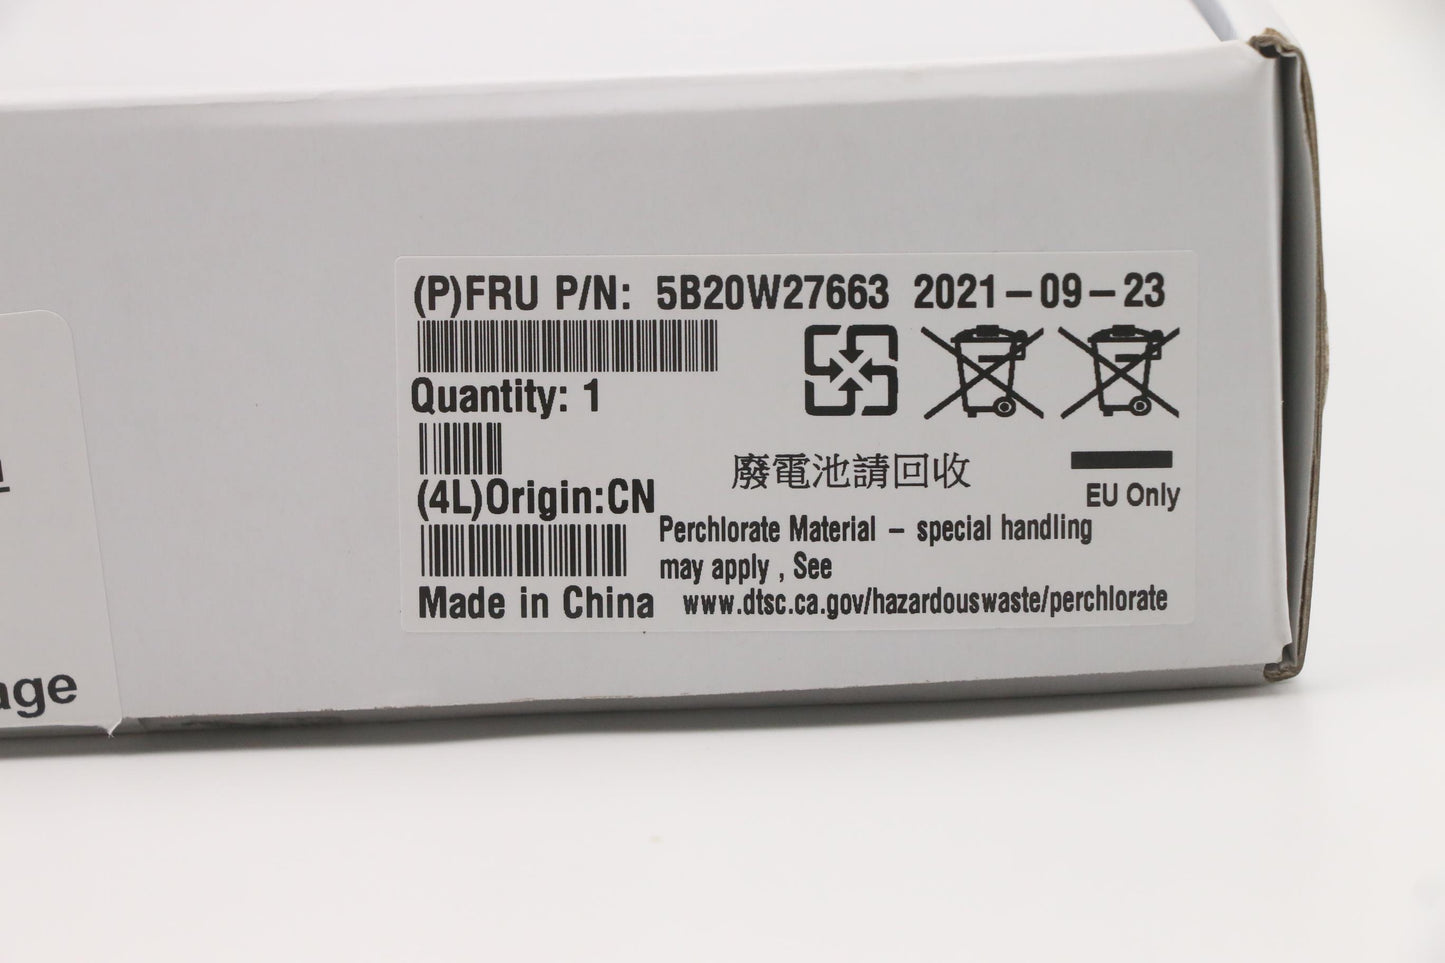 (P)FRU P/N: 5B20W27663 2021-09-23
Quantity: 1
(4L)Origin:CN
Made in China
廢電池請回收
EU Only
Perchlorate Material - special handling
may apply , See
www.dtsc.ca.gov/hazardouswaste/perchlorate